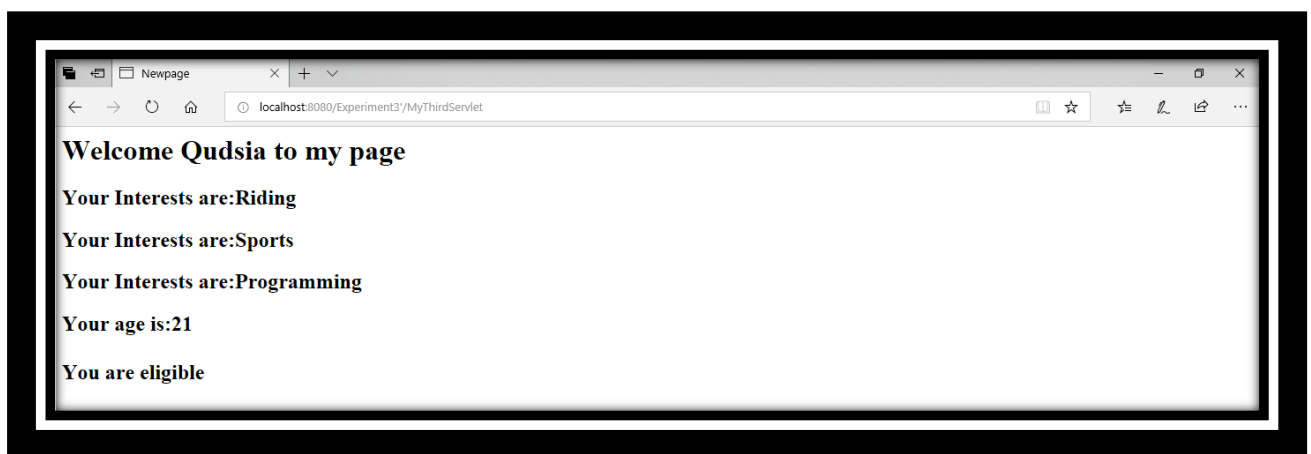 Newpage
localhost:8080/Experiment3'/MyThirdServlet
Welcome Qudsia to my page
Your Interests are:Riding
Your Interests are:Sports
Your Interests are:Programming
Your age is:21
You are eligible